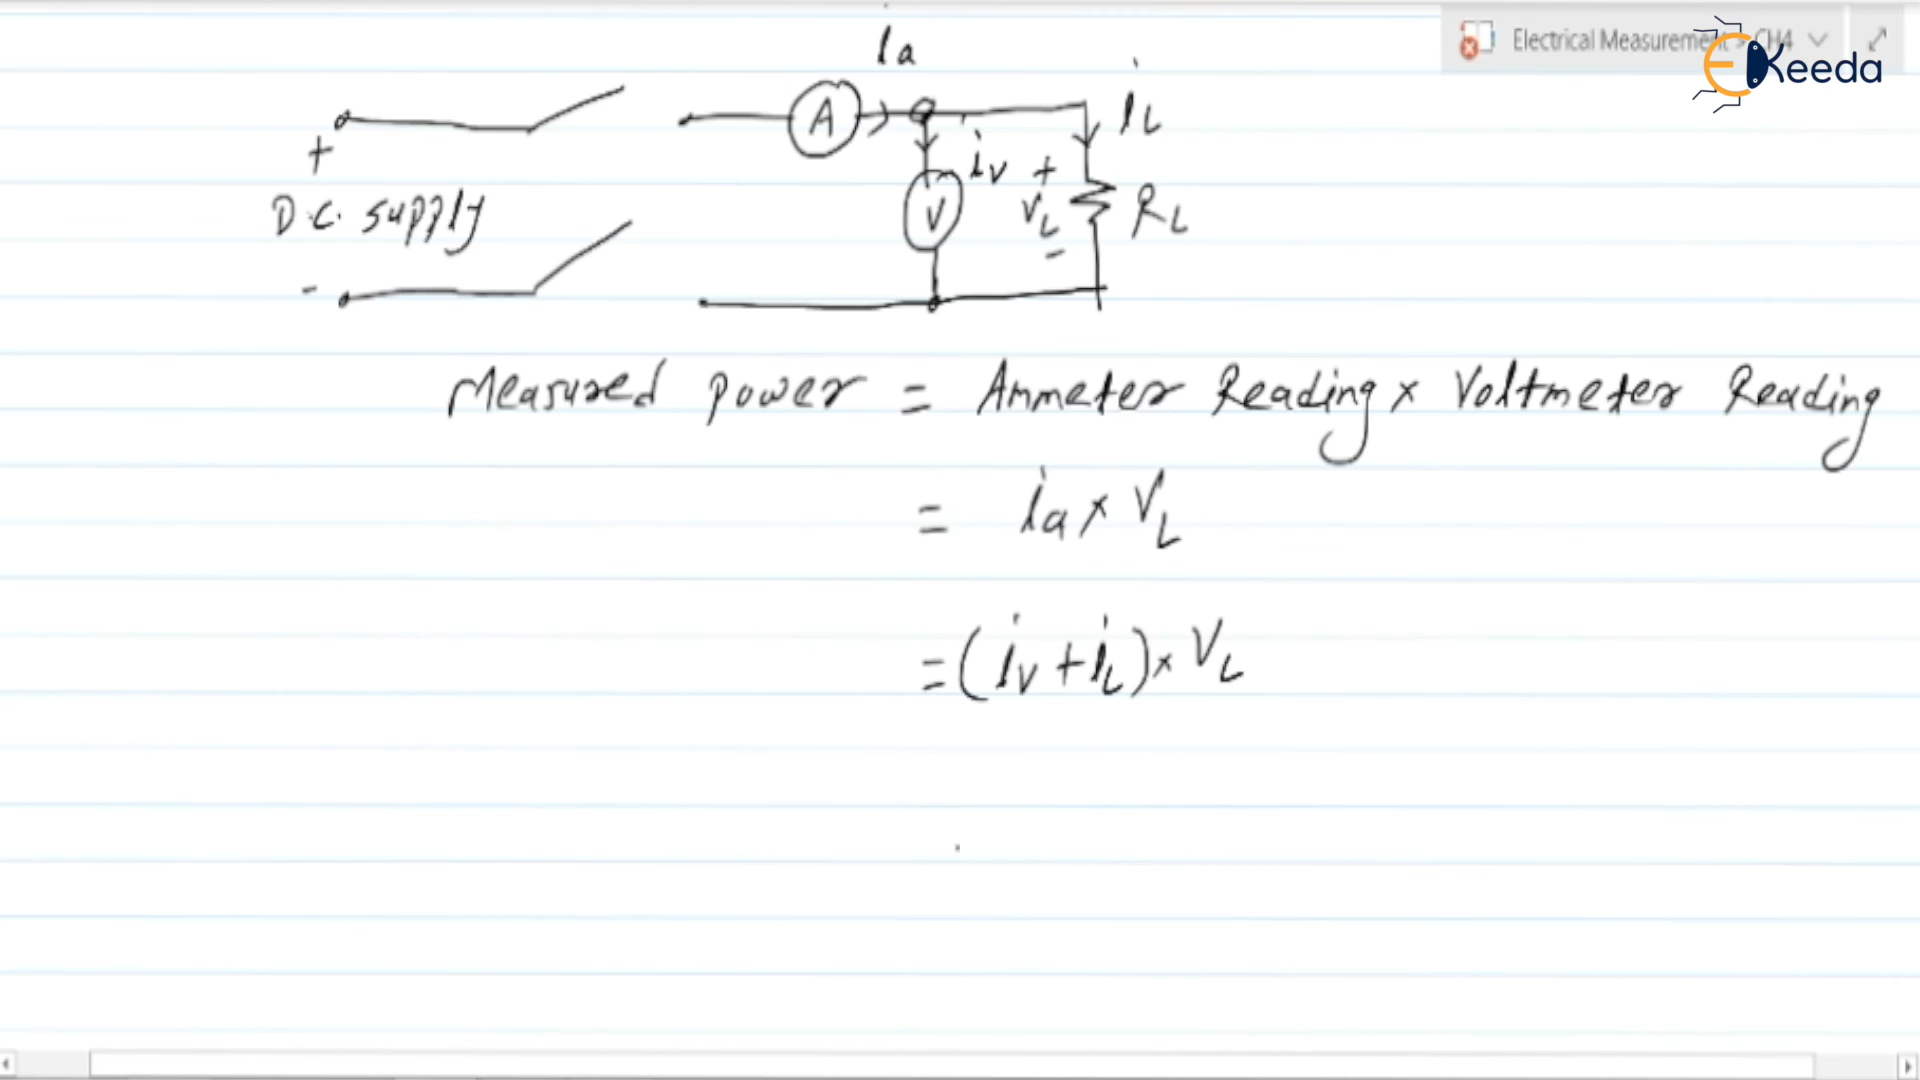 Electrical Measurement > CH4
EKeeda
ia
iL
+
A
iv
+
D.C. supply
V
VL
RL
-
-
Measured power = Ammeter Reading x Voltmeter Reading
= ia x VL
= (iv + iL) x VL